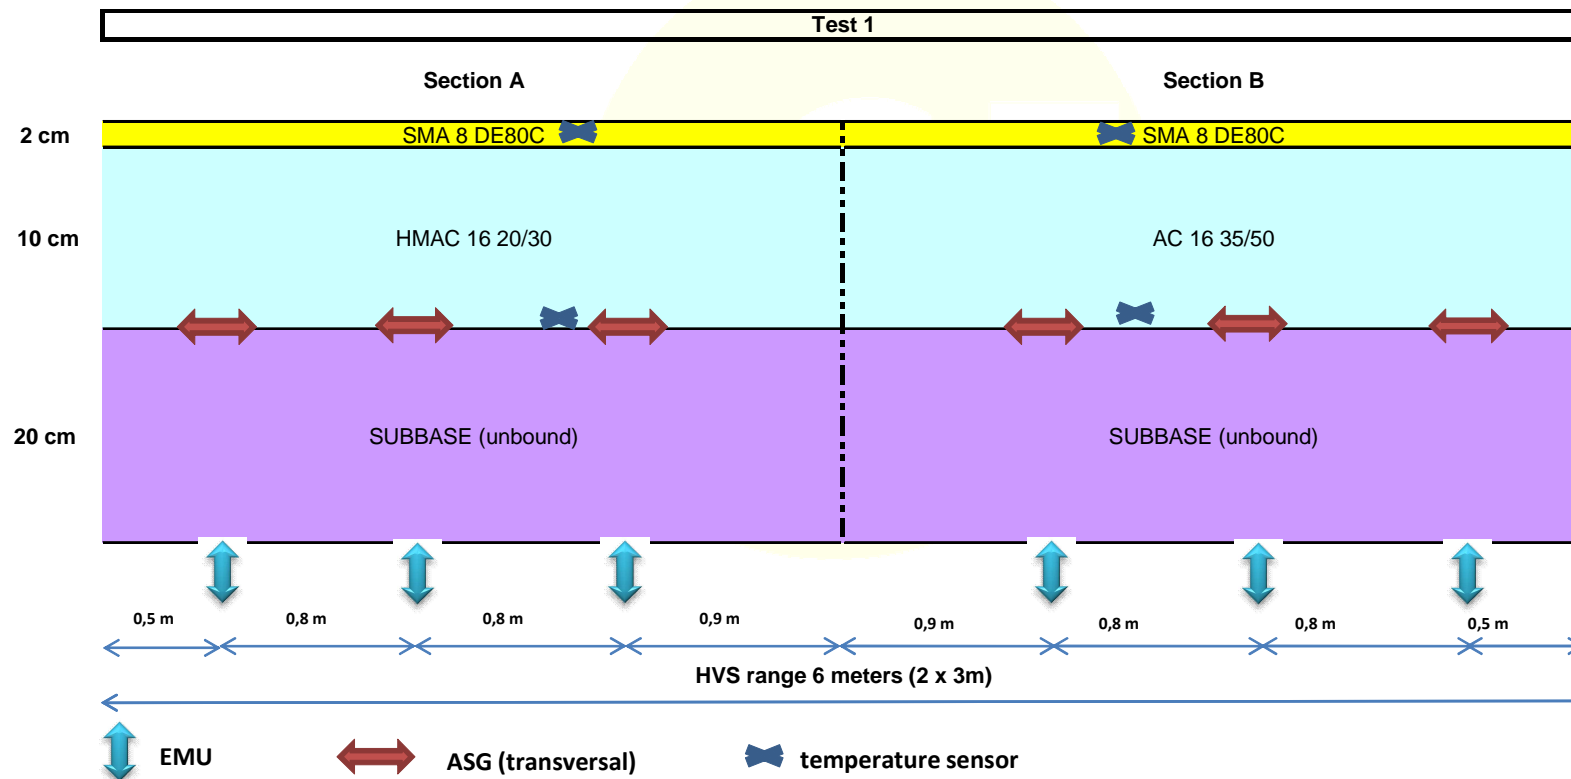 Test 1
Section A
Section B
2 cm
SMA 8 DE80C
SMA 8 DE80C
10 cm
HMAC 16 20/30
AC 16 35/50
20 cm
SUBBASE (unbound)
SUBBASE (unbound)
0,5 m
0,8 m
0,8 m
0,9 m
0,9 m
0,8 m
0,8 m
0,5 m
HVS range 6 meters (2 x 3m)
EMU
ASG (transversal)
temperature sensor